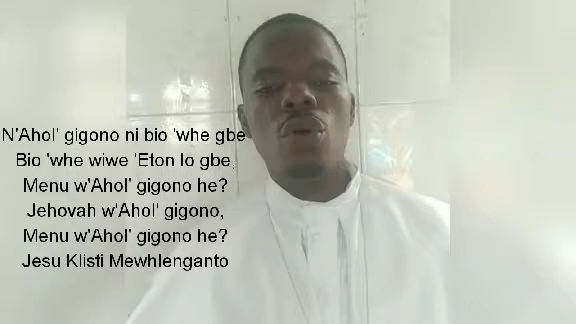 N'Ahol' gigono ni bio 'whe gbe
Bio 'whe wiwe 'Eton lo gbe,
Menu w'Ahol' gigono he?
Jehovah w'Ahol' gigono,
Menu w'Ahol' gigono he?
Jesu Klisti Mewhlenganto